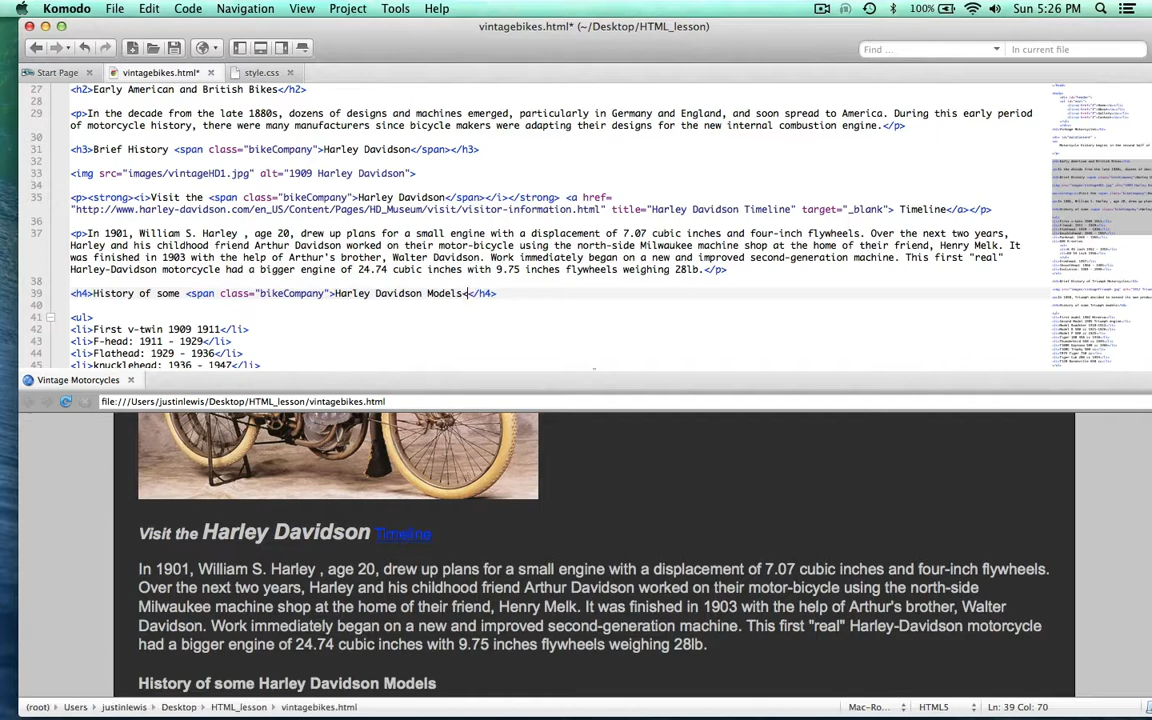 Komodo File Edit Code Navigation View Project Tools Help 100% Sun 5:26 PM
vintagebikes.html* (~/Desktop/HTML_lesson)
Find ... In current file
Start Page vintagebikes.html* style.css
27 <h2>Early American and British Bikes</h2>
28
29 <p>In the decade from the late 1880s, dozens of designs and machines emerged, particularly in Germany and England, and soon spread to America. During this early period
of motorcycle history, there were many manufacturers since bicycle makers were adapting their designs for the new internal combustion engine.</p>
30
31 <h3>Brief History <span class="bikeCompany">Harley Davidson</span></h3>
32
33 <img src="images/vintageHD1.jpg" alt="1909 Harley Davidson">
34
35 <p><strong><i>Visit the <span class="bikeCompany">Harley Davidson</span></i></strong> <a href=
"http://www.harley-davidson.com/en_US/Content/Pages/HD_Museum/visit/visitor-information.html" title="Harley Davidson Timeline" target="_blank"> Timeline</a></p>
36
37 <p>In 1901, William S. Harley , age 20, drew up plans for a small engine with a displacement of 7.07 cubic inches and four-inch flywheels. Over the next two years,
Harley and his childhood friend Arthur Davidson worked on their motor-bicycle using the north-side Milwaukee machine shop at the home of their friend, Henry Melk. It
was finished in 1903 with the help of Arthur's brother, Walter Davidson. Work immediately began on a new and improved second-generation machine. This first "real"
Harley-Davidson motorcycle had a bigger engine of 24.74 cubic inches with 9.75 inches flywheels weighing 28lb.</p>
38
39 <h4>History of some <span class="bikeCompany">Harley Davidson Models<</h4>
40
41 <ul>
42 <li>First v-twin 1909 1911</li>
43 <li>F-head: 1911 - 1929</li>
44 <li>Flathead: 1929 - 1936</li>
45 <li>knucklehead: 1936 - 1947</li>
Vintage Motorcycles
file:///Users/justinlewis/Desktop/HTML_lesson/vintagebikes.html
Visit the Harley Davidson Timeline
In 1901, William S. Harley , age 20, drew up plans for a small engine with a displacement of 7.07 cubic inches and four-inch flywheels.
Over the next two years, Harley and his childhood friend Arthur Davidson worked on their motor-bicycle using the north-side
Milwaukee machine shop at the home of their friend, Henry Melk. It was finished in 1903 with the help of Arthur's brother, Walter
Davidson. Work immediately began on a new and improved second-generation machine. This first "real" Harley-Davidson motorcycle
had a bigger engine of 24.74 cubic inches with 9.75 inches flywheels weighing 28lb.
History of some Harley Davidson Models
(root) Users justinlewis Desktop HTML_lesson vintagebikes.html Mac-Ro... HTML5 Ln: 39 Col: 70